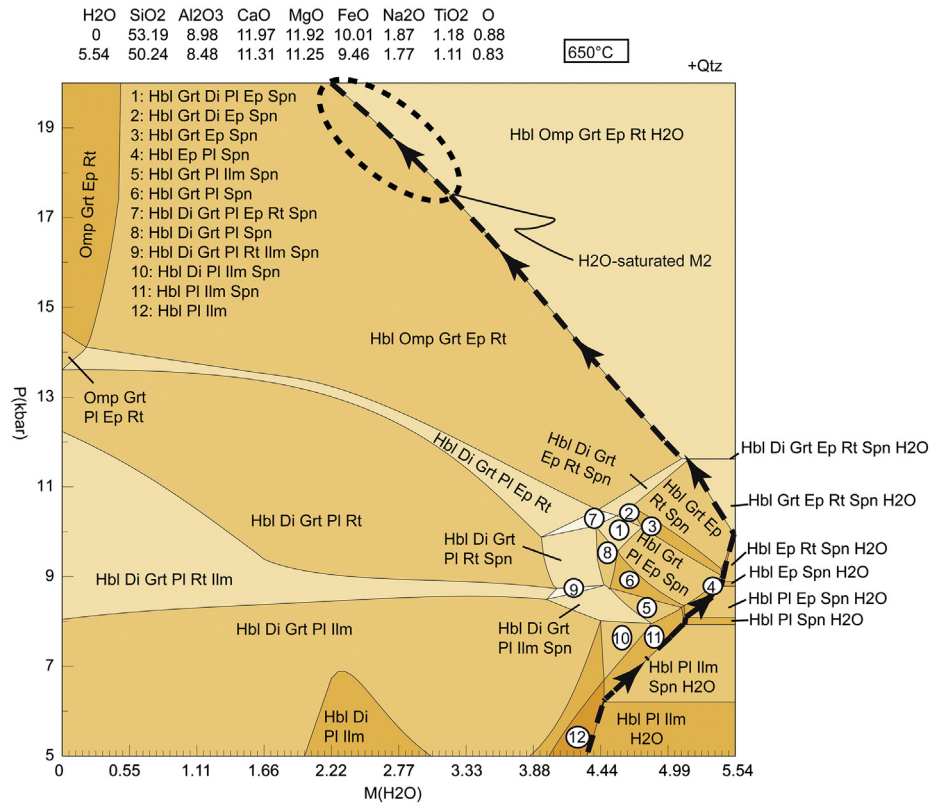 H2O SiO2 Al2O3 CaO MgO FeO Na2O TiO2 O
0 53.19 8.98 11.97 11.92 10.01 1.87 1.18 0.88
5.54 50.24 8.48 11.31 11.25 9.46 1.77 1.11 0.83
650°C
+Qtz
1: Hbl Grt Di Pl Ep Spn
2: Hbl Grt Di Ep Spn
3: Hbl Grt Ep Spn
4: Hbl Ep Pl Spn
5: Hbl Grt Pl Ilm Spn
6: Hbl Grt Pl Spn
7: Hbl Di Grt Pl Ep Rt Spn
8: Hbl Di Grt Pl Spn
9: Hbl Di Grt Pl Rt Ilm Spn
10: Hbl Di Pl Ilm Spn
11: Hbl Pl Ilm Spn
12: Hbl Pl Ilm
Omp Grt Ep Rt
Hbl Omp Grt Ep Rt H2O
H2O-saturated M2
Hbl Omp Grt Ep Rt
Omp Grt
Pl Ep Rt
Hbl Di Grt Pl Ep Rt
Hbl Di Grt
Ep Rt Spn
Hbl Grt Ep
Rt Spn
Hbl Di Grt Ep Rt Spn H2O
Hbl Grt Ep Rt Spn H2O
Hbl Ep Rt Spn H2O
Hbl Ep Spn H2O
Hbl Pl Ep Spn H2O
Hbl Pl Spn H2O
7
2
1
3
8
6
9
5
4
10
11
12
Hbl Grt
Pl Ep Spn
Hbl Di Grt
Pl Rt Spn
Hbl Di Grt Pl Rt
Hbl Di Grt Pl Rt Ilm
Hbl Di Grt Pl Ilm
Hbl Di Grt
Pl Ilm Spn
Hbl Pl Ilm
Spn H2O
Hbl Pl Ilm
H2O
Hbl Di
Pl Ilm
19
17
15
13
11
9
7
5
P(kbar)
0 0.55 1.11 1.66 2.22 2.77 3.33 3.88 4.44 4.99 5.54
M(H2O)